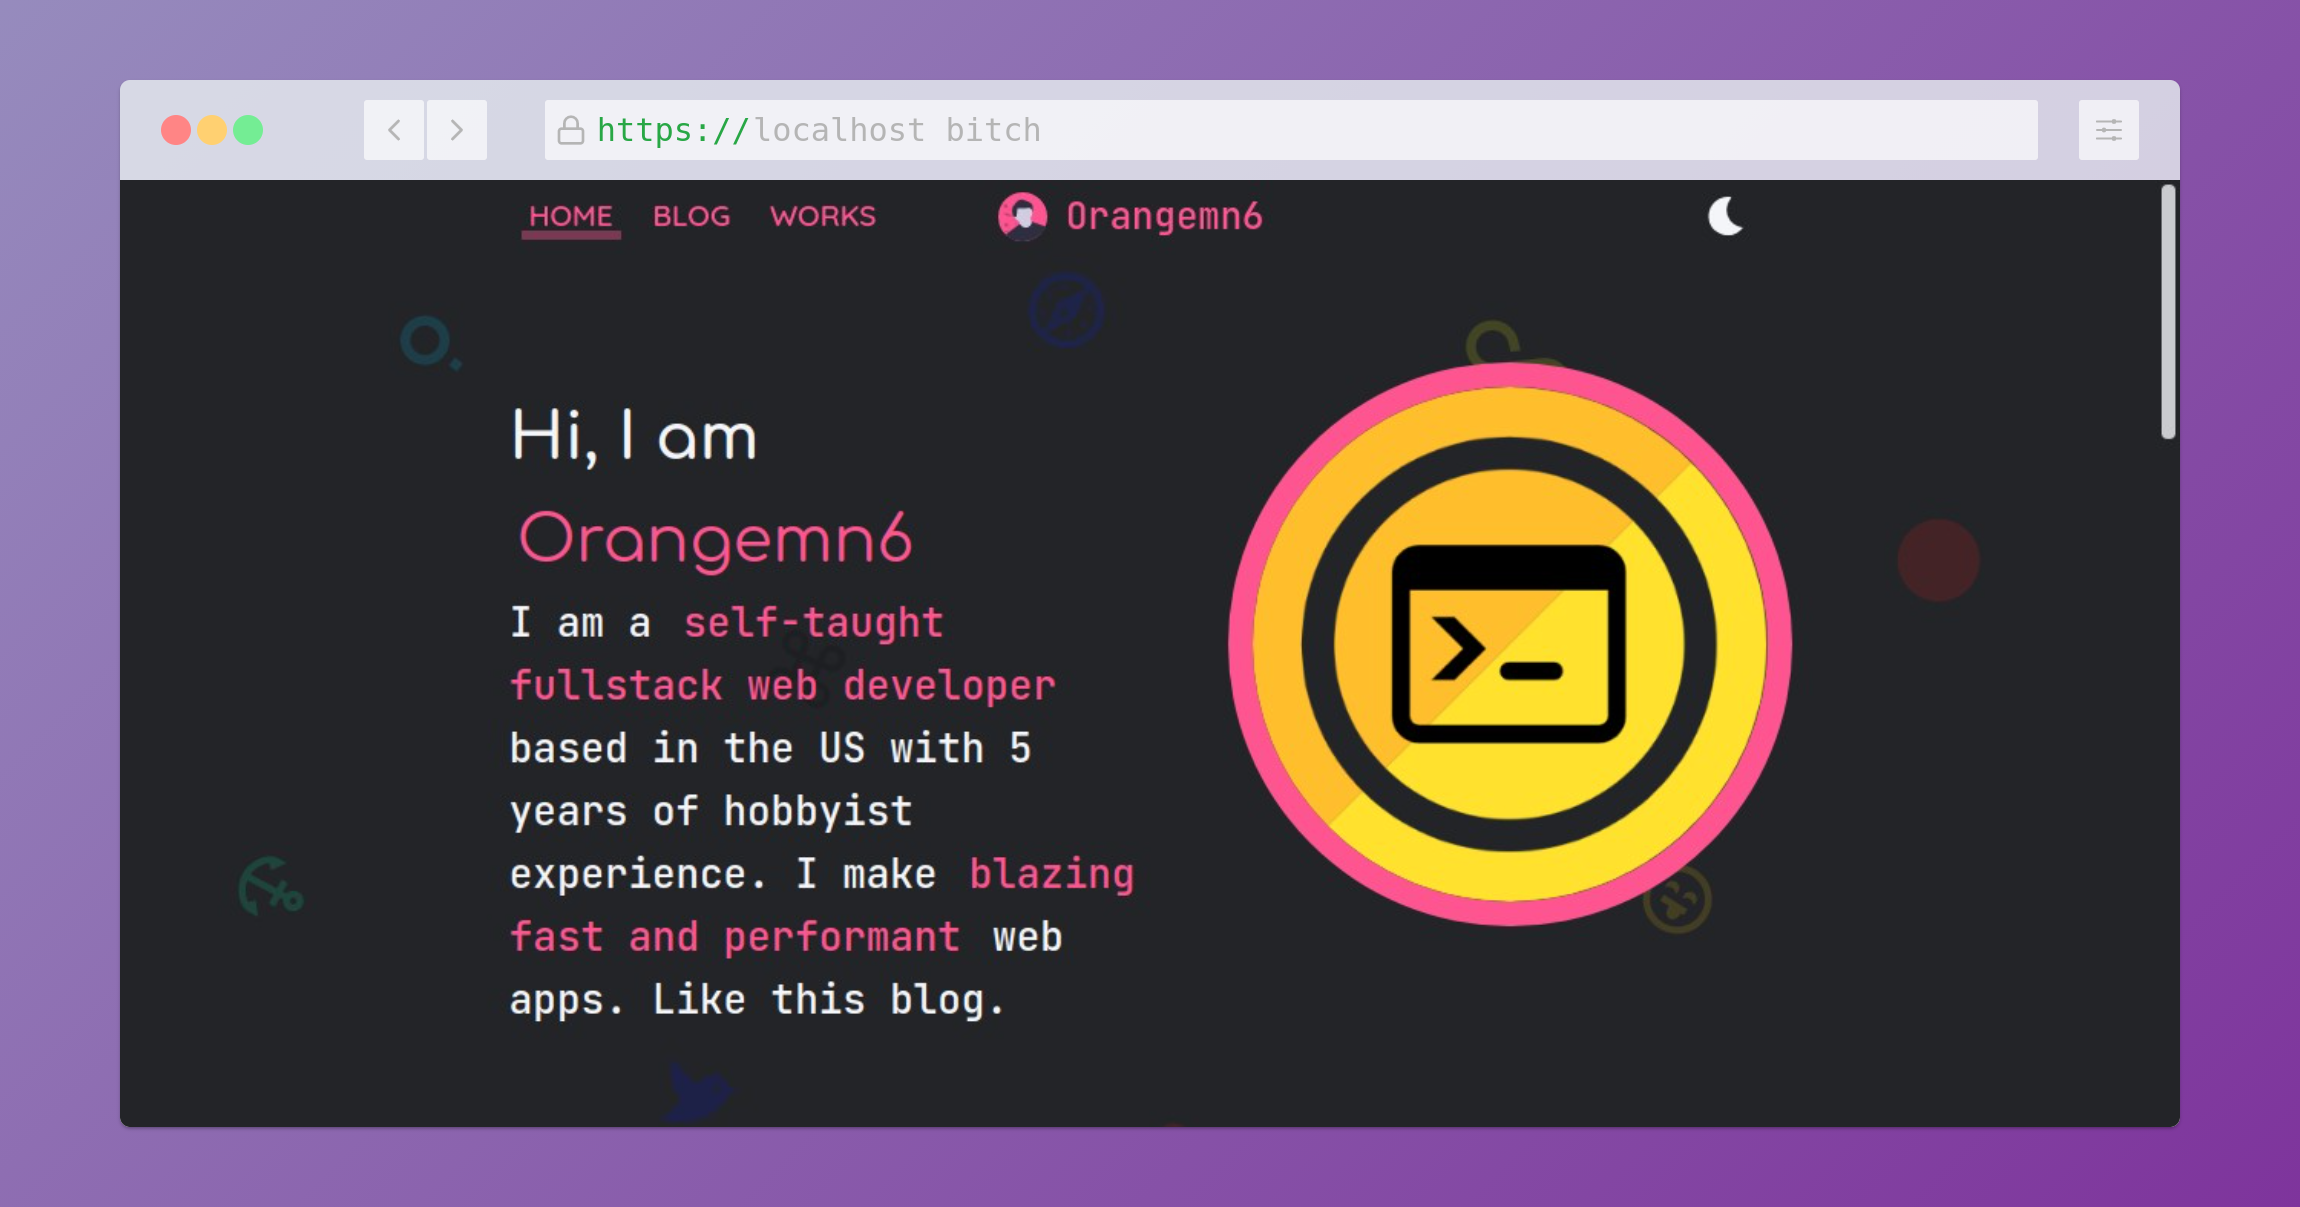 https://localhost bitch
HOME BLOG WORKS Orangemn6
Hi, I am
Orangemn6
I am a self-taught
fullstack web developer
based in the US with 5
years of hobbyist
experience. I make blazing
fast and performant web
apps. Like this blog.